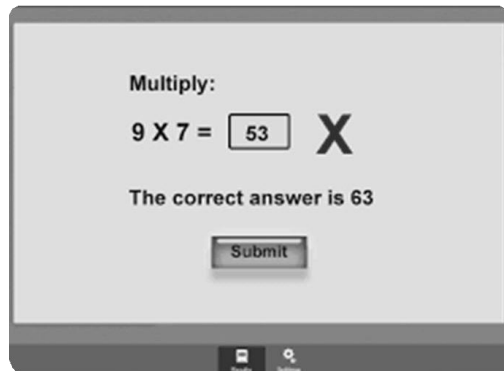 Multiply:
9 X 7 = 53 X
The correct answer is 63
Submit